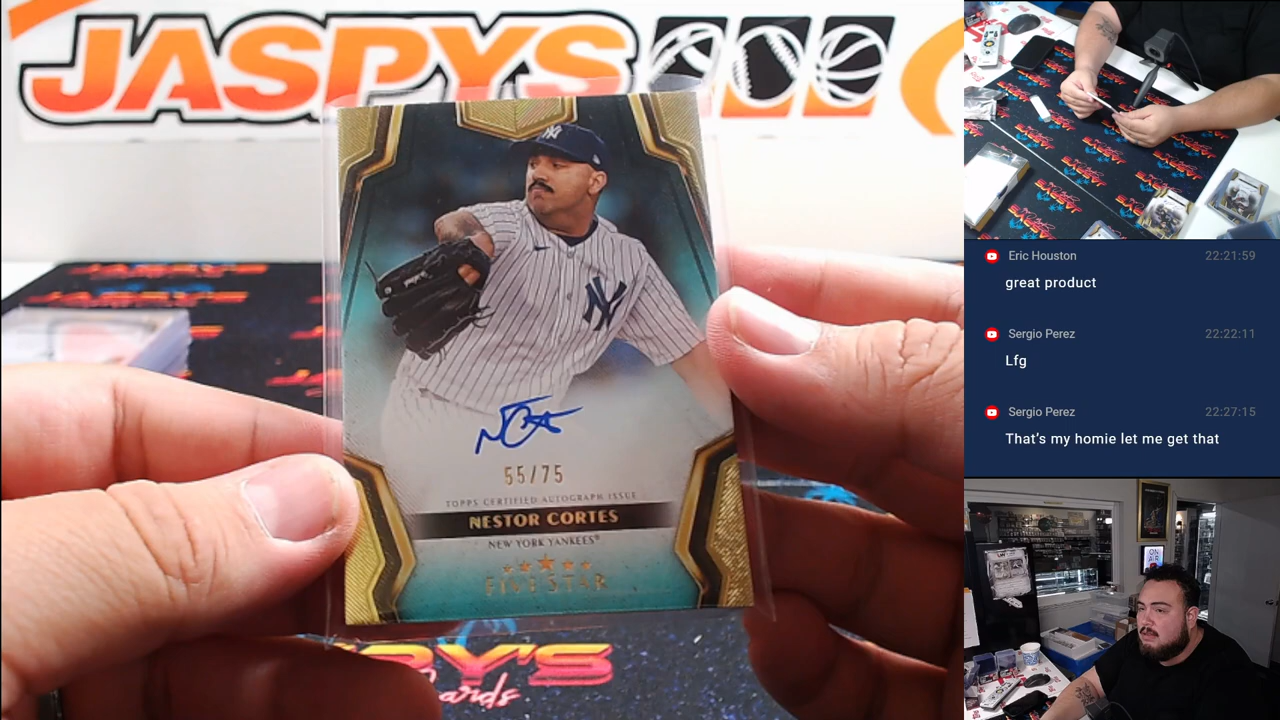 JASPYS
NY
55/75
TOPPS CERTIFIED AUTOGRAPH ISSUE
NESTOR CORTES
NEW YORK YANKEES®
FIVE STAR
Eric Houston 22:21:59
great product
Sergio Perez 22:22:11
Lfg
Sergio Perez 22:27:15
That's my homie let me get that
ON
AIR